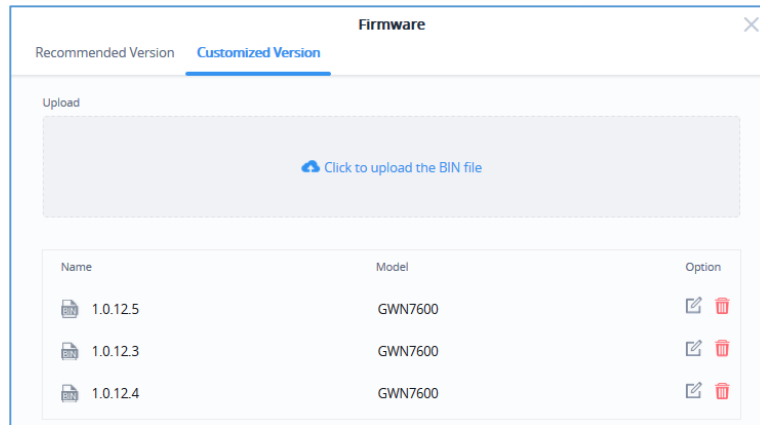 Firmware
Recommended Version Customized Version
Upload
Click to upload the BIN file
Name Model Option
BIN 1.0.12.5 GWN7600
BIN 1.0.12.3 GWN7600
BIN 1.0.12.4 GWN7600